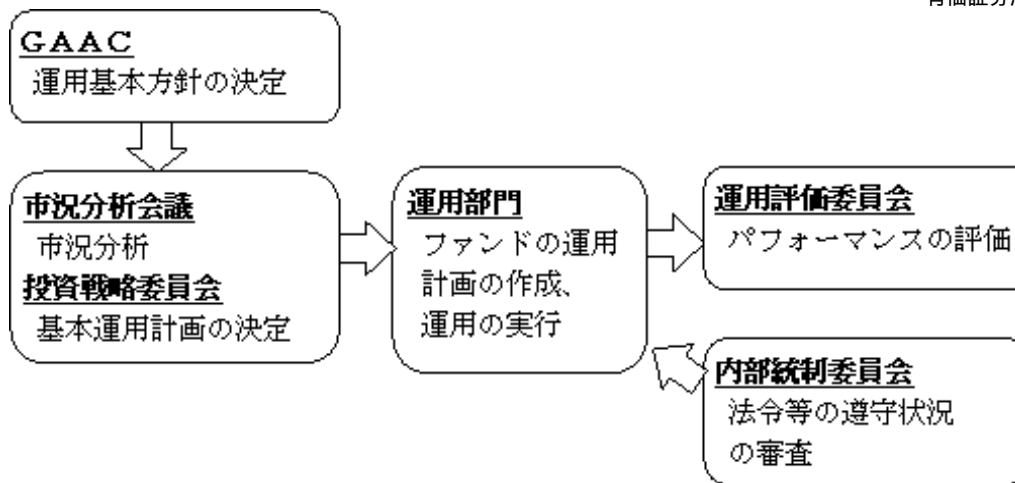 ＧＡＡＣ
運用基本方針の決定
市況分析会議
市況分析
投資戦略委員会
基本運用計画の決定
運用部門
ファンドの運用
計画の作成、
運用の実行
運用評価委員会
パフォーマンスの評価
内部統制委員会
法令等の遵守状況
の審査